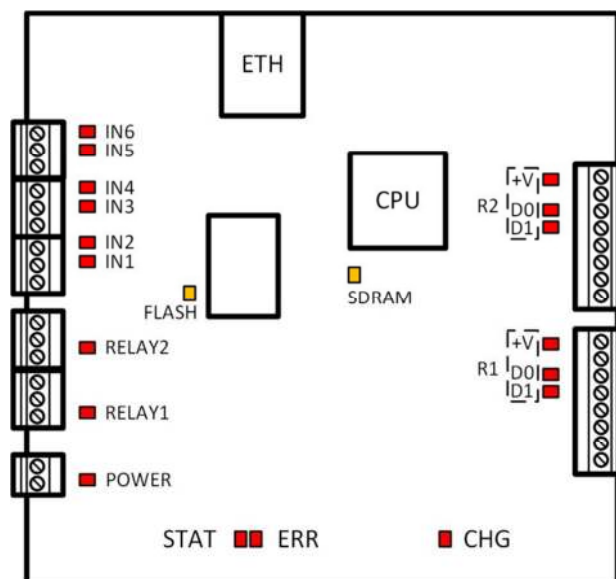 ETH
IN6
IN5
IN4
IN3
IN2
IN1
CPU
R2
+V
D0
D1
FLASH
SDRAM
RELAY2
RELAY1
R1
+V
D0
D1
POWER
STAT ERR CHG